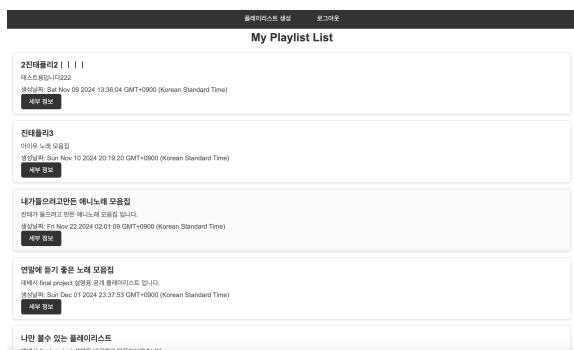 플레이리스트 생성 로그아웃
My Playlist List
2진태플리2ㅣㅣㅣㅣ
테스트용입니다222
생성날짜: Sat Nov 09 2024 13:36:04 GMT+0900 (Korean Standard Time)
세부 정보
진태플리3
아이유 노래 모음집
생성날짜: Sun Nov 10 2024 20:19:20 GMT+0900 (Korean Standard Time)
세부 정보
내가들으려고만든 애니노래 모음집
진태가 들으려고 만든 애니노래 모음집 입니다.
생성날짜: Fri Nov 22 2024 02:01:09 GMT+0900 (Korean Standard Time)
세부 정보
연말에 듣기 좋은 노래 모음집
데베시 final project 설명용 공개 플레이리스트 입니다.
생성날짜: Sun Dec 01 2024 23:37:53 GMT+0900 (Korean Standard Time)
세부 정보
나만 볼수 있는 플레이리스트